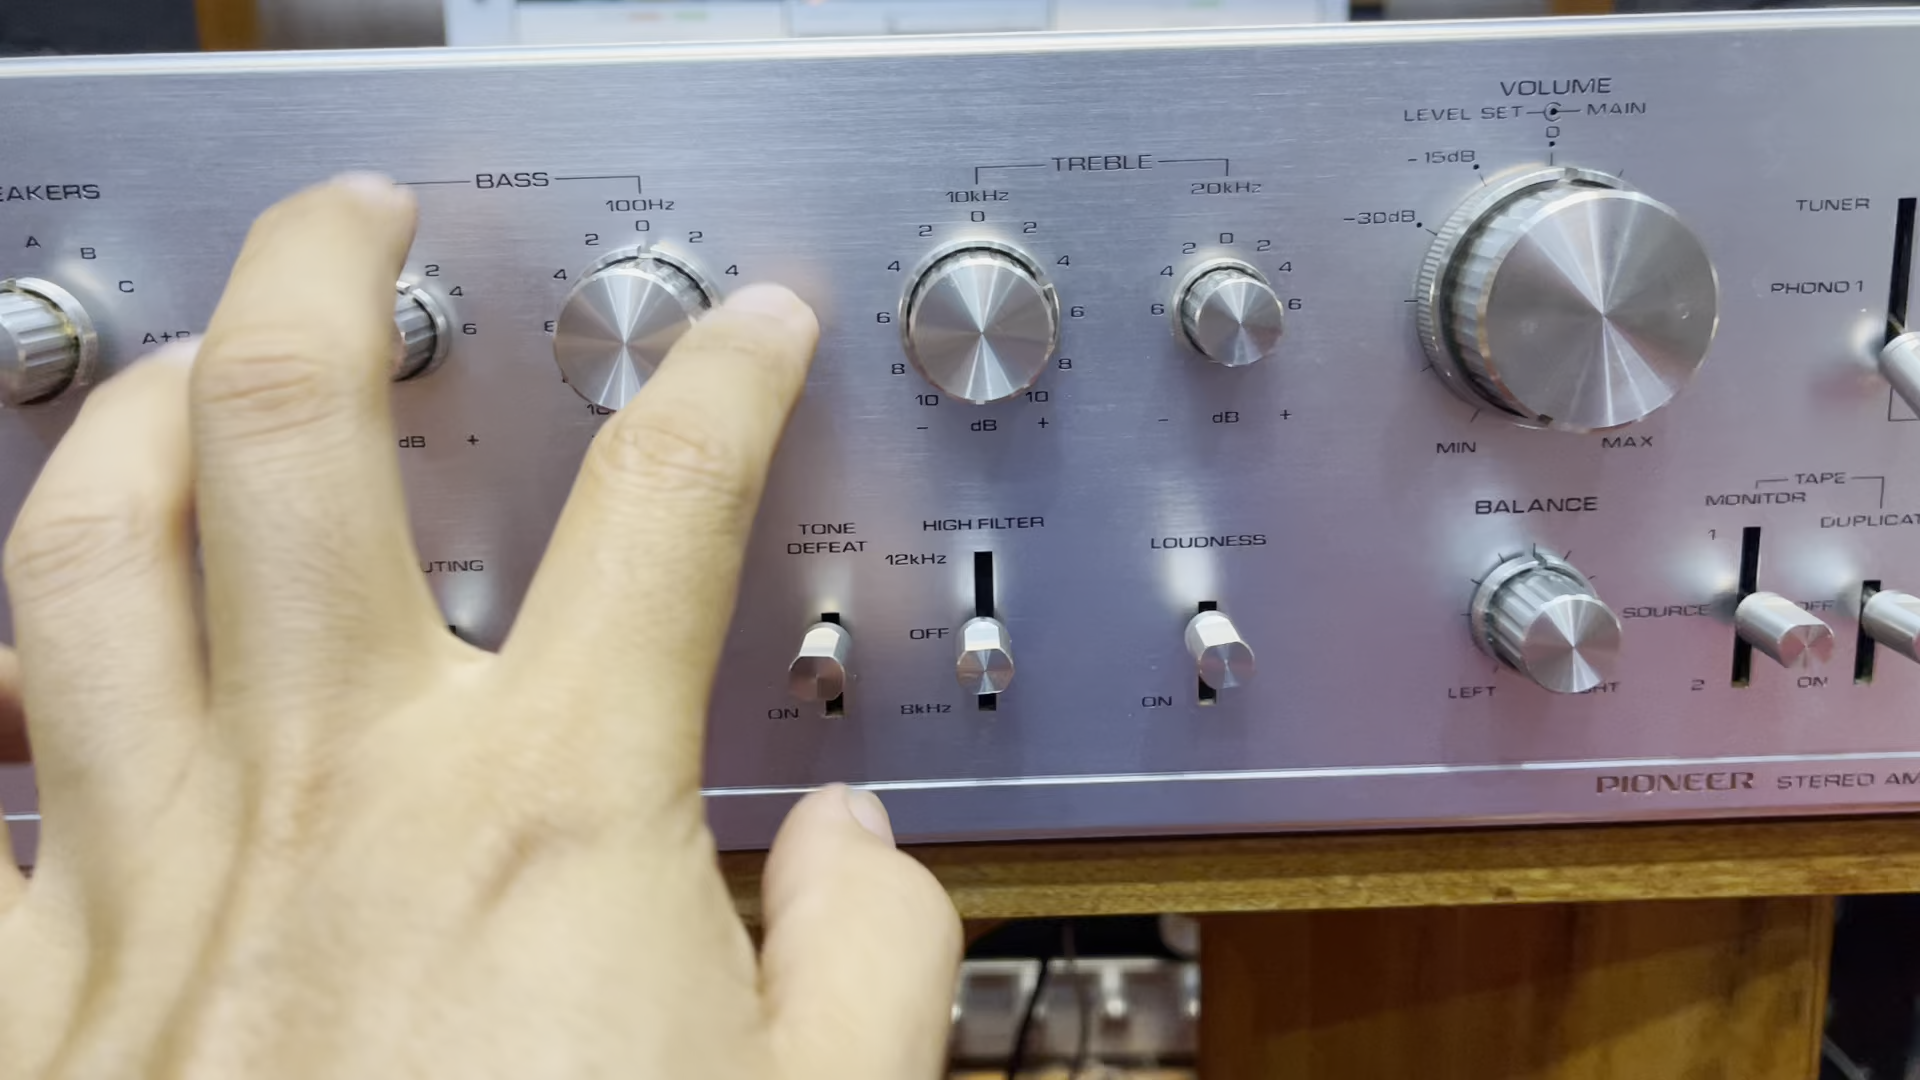 VOLUME
LEVEL SET MAIN
0
-15dB
-30dB
MIN MAX
EAKERS
A
B
C
A+B
BASS
100Hz
2 0 2
4 4
2
4
6
dB +
10
TREBLE
10kHz
2 0 2
4 4
6 6
8 8
10 10
- dB +
20kHz
2 0 2
4 4
6 6
- dB +
TUNER
PHONO 1
UTING
TONE
DEFEAT
ON
HIGH FILTER
12kHz
OFF
8kHz
LOUDNESS
ON
BALANCE
LEFT HT
TAPE
MONITOR
DUPLICAT
1
SOURCE
2
OFF
ON
PIONEER STEREO AM